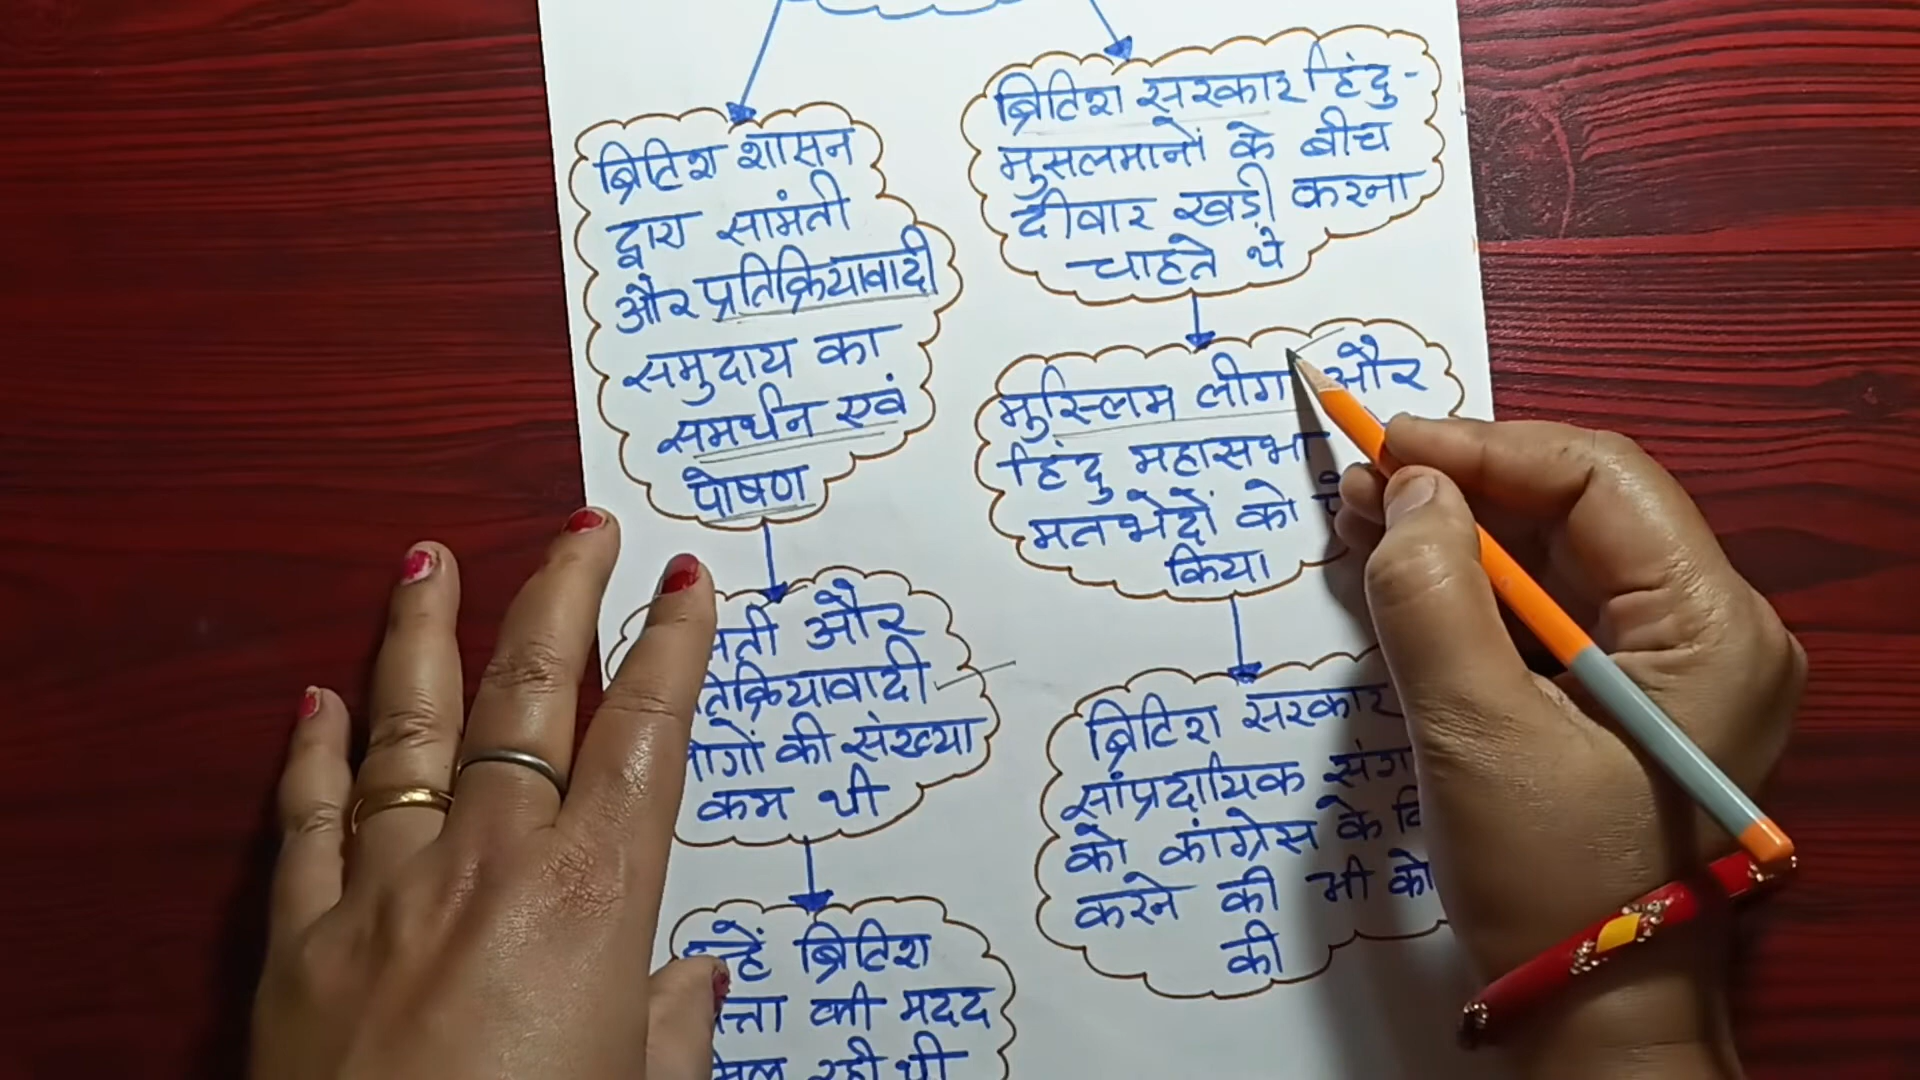 ब्रिटिश शासन
द्वारा सामंती
और प्रतिक्रियावादी
समुदाय का
समर्थन एवं
पोषण
और
की संख्या
कम थी
ब्रिटिश
की मदद
रही थी
ब्रिटिश सरकार हिंदु-
मुसलमानों के बीच
दीवार खड़ी करना
चाहते थे
मुस्लिम लीग और
हिंदु महासभा
मतभेदों को
किया
ब्रिटिश सरकार
सांप्रदायिक
को कांग्रेस के
करने की भी
की